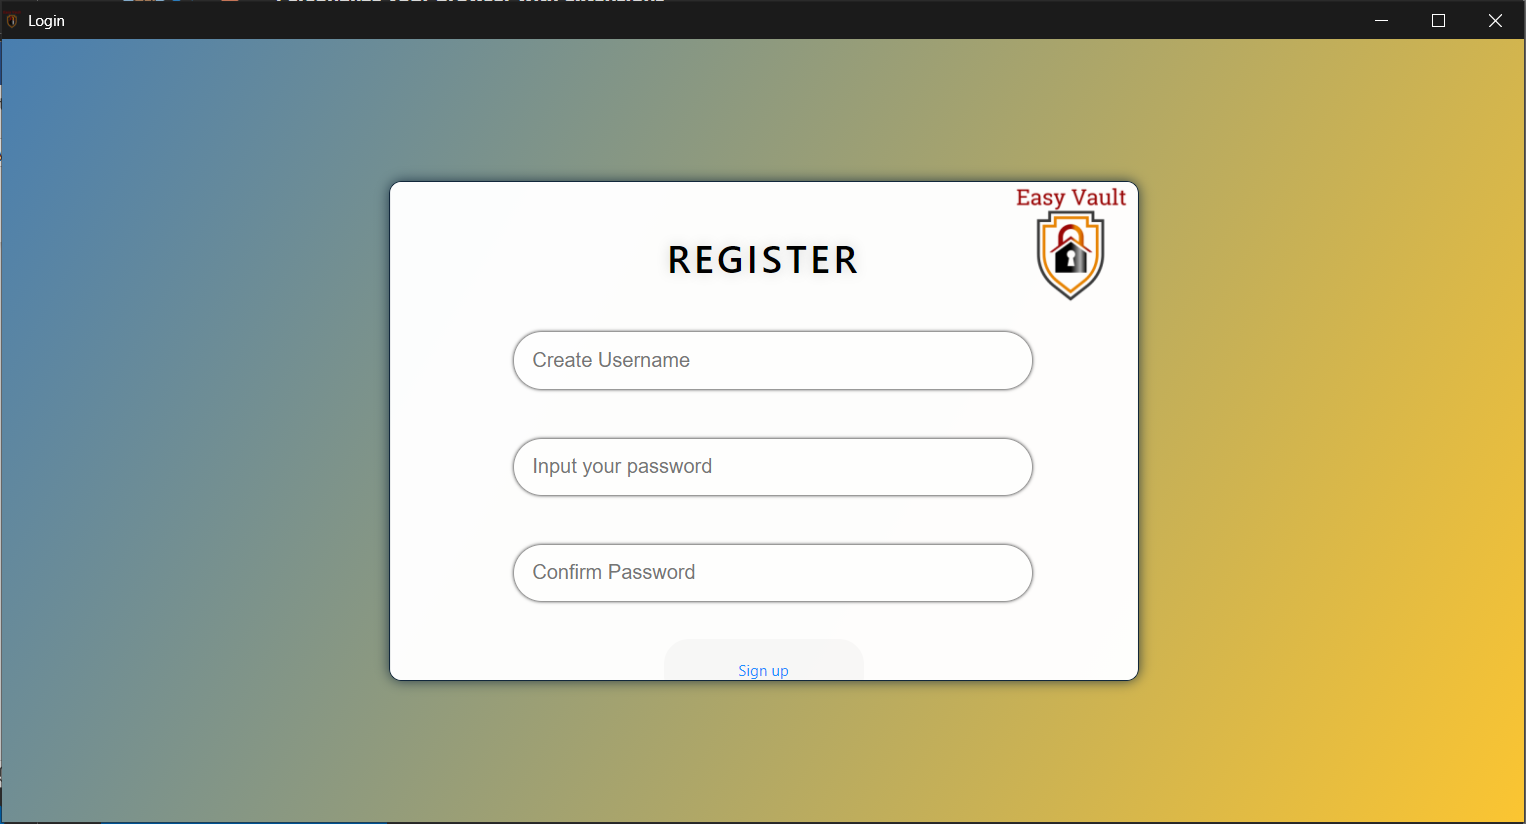 Login
Easy Vault
REGISTER
Create Username
Input your password
Confirm Password
Sign up